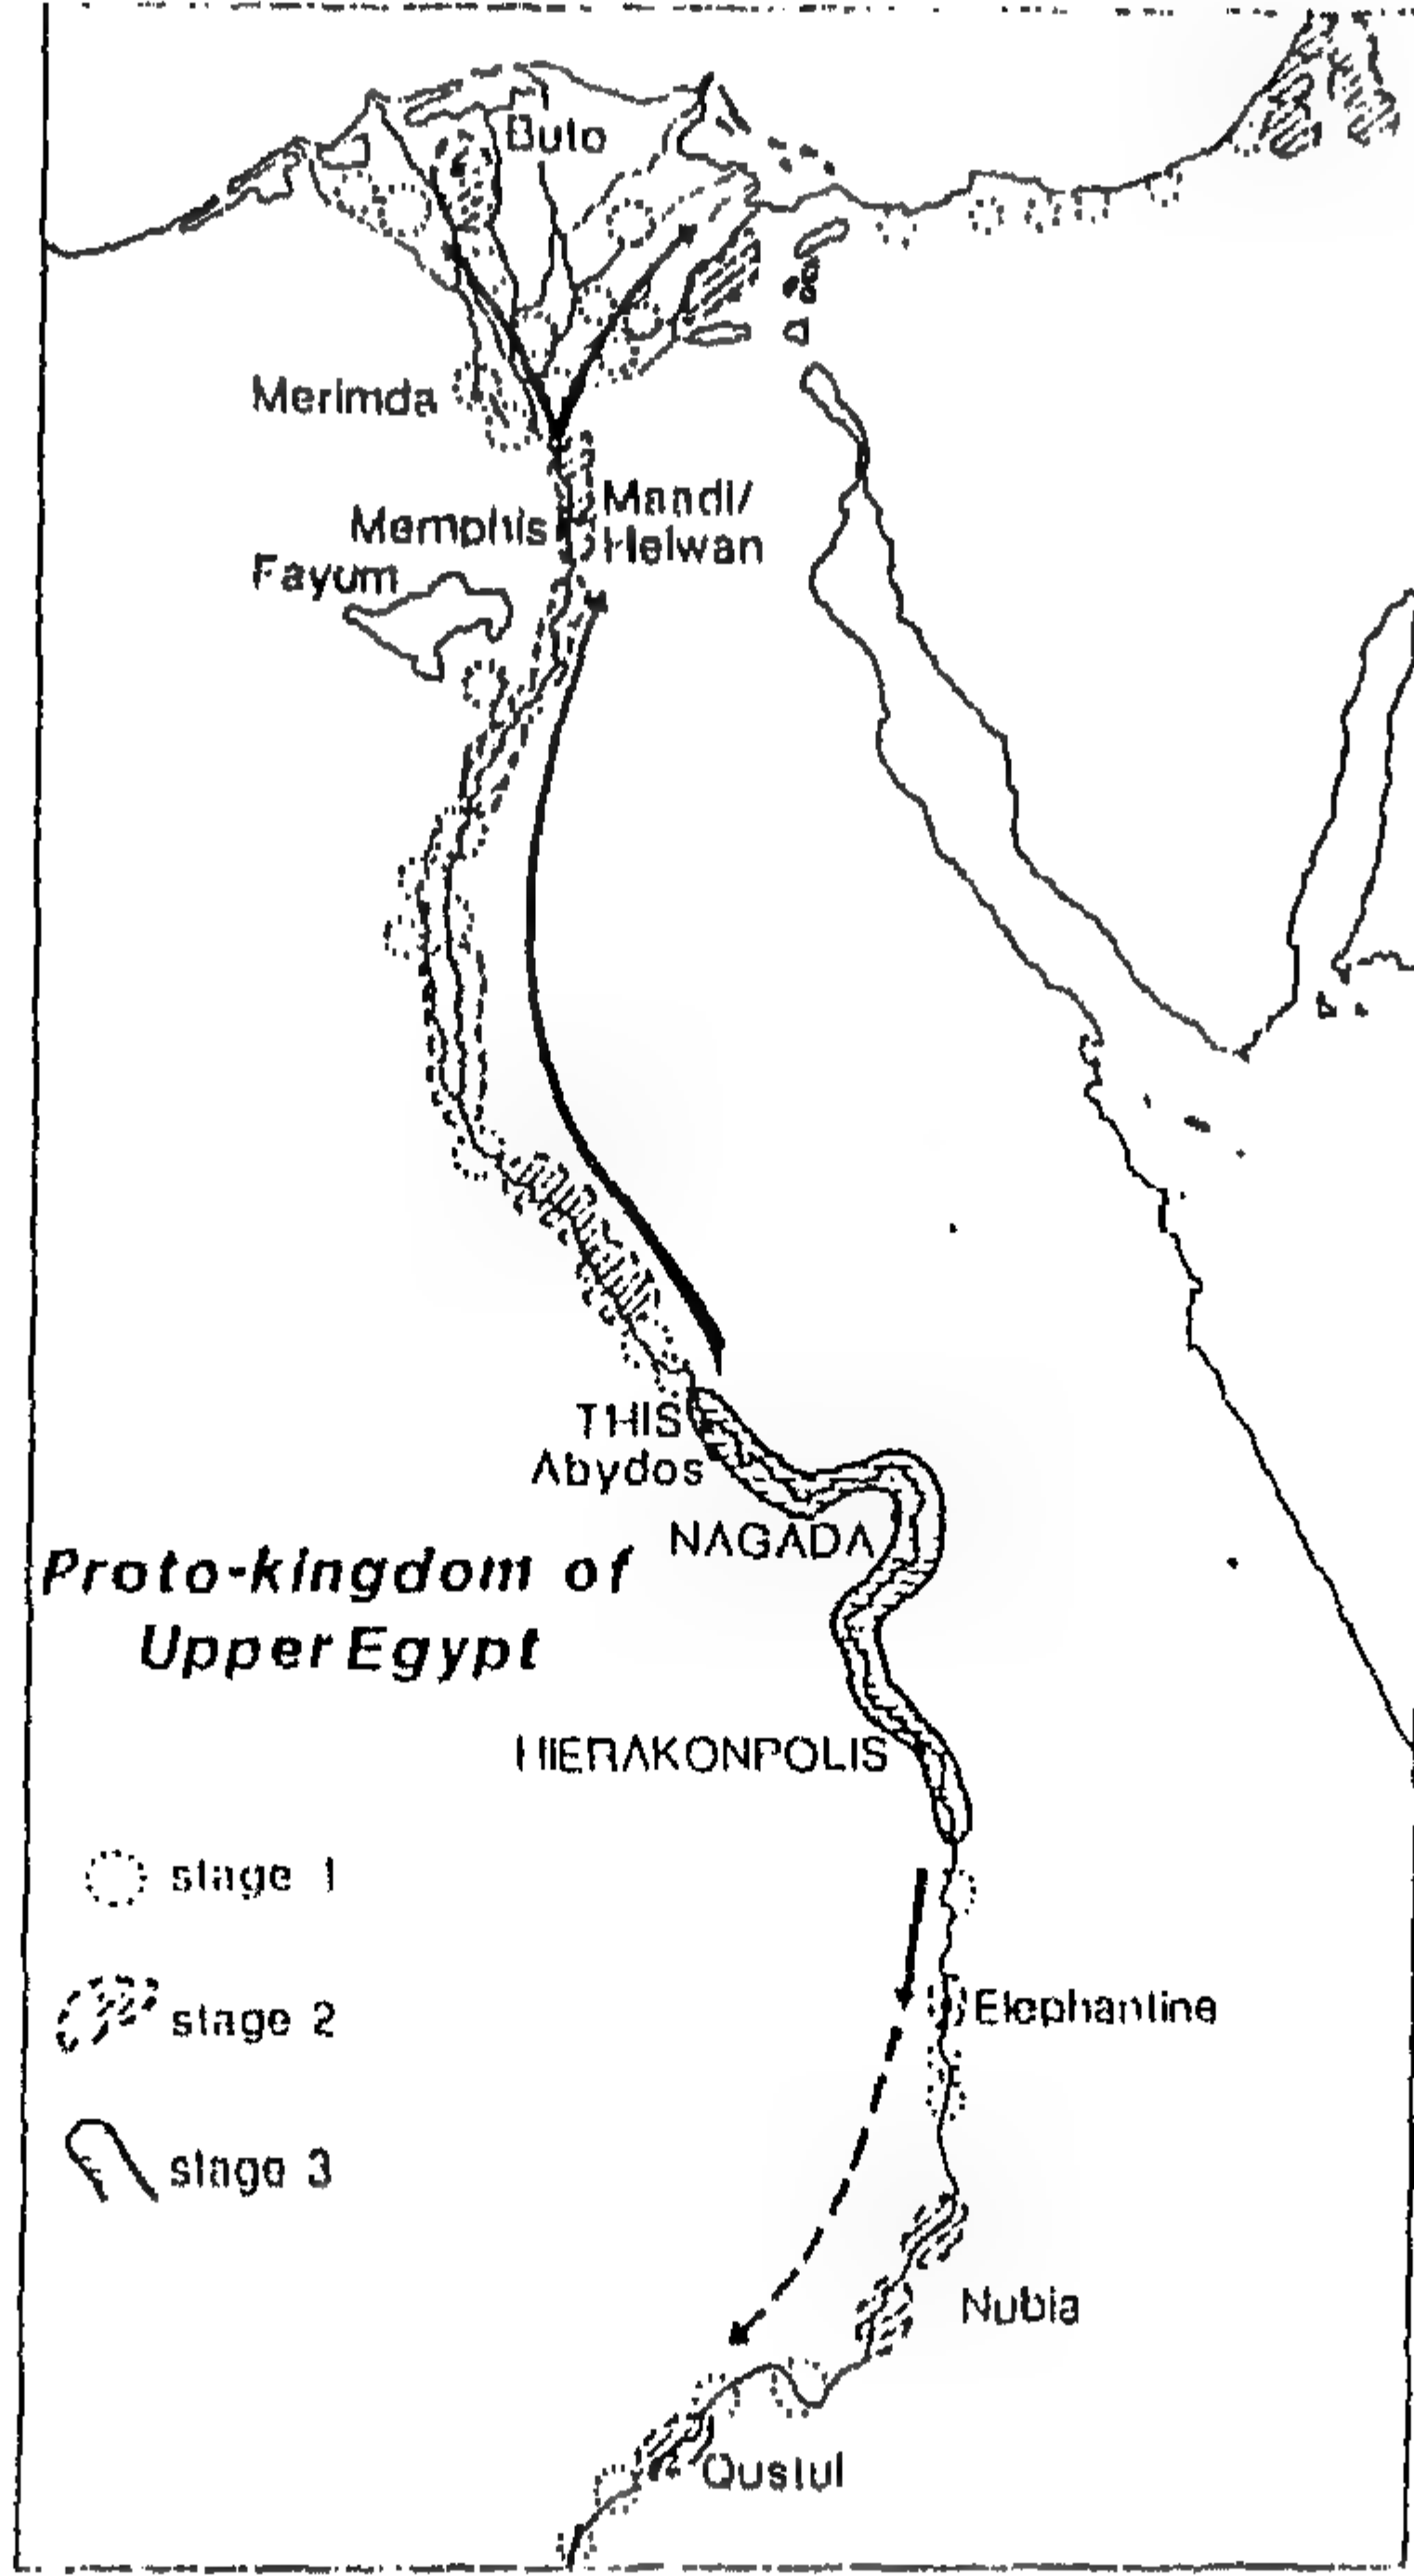 Buto
Merimda
Memphis
Maadi/
Helwan
Fayum
THIS
Abydos
NAGADA
Proto-kingdom of
Upper Egypt
HIERAKONPOLIS
stage 1
Elephantine
stage 2
stage 3
Nubia
Qustul